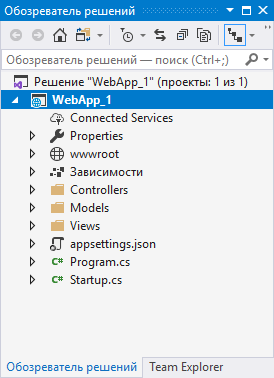 Обозреватель решений
Обозреватель решений — поиск (Ctrl+;)
Решение "WebApp_1" (проекты: 1 из 1)
WebApp_1
Connected Services
Properties
wwwroot
Зависимости
Controllers
Models
Views
appsettings.json
C# Program.cs
C# Startup.cs
Обозреватель решений Team Explorer